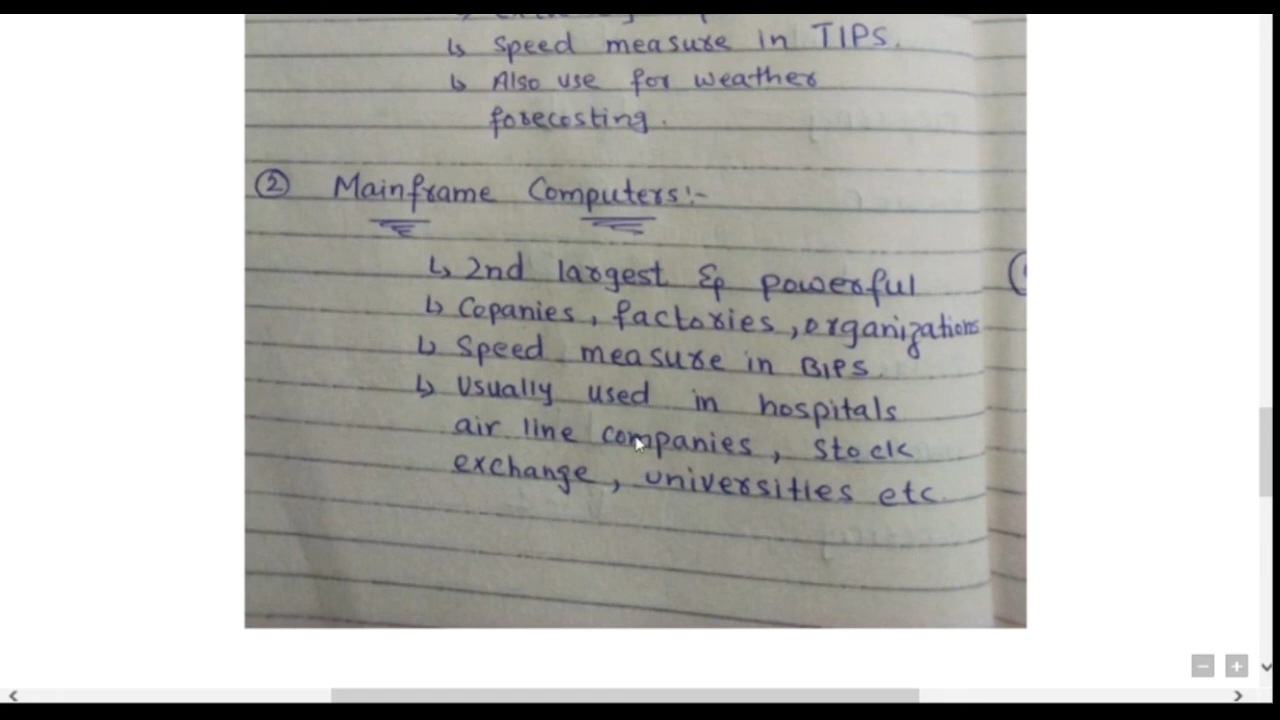 ↳ Speed measure in TIPS.
↳ Also use for weather
forecosting.
② Mainframe Computers:-
↳ 2nd largest & powerful
↳ Copanies, factories, organizations
↳ Speed measure in BIPS.
↳ Usually used in hospitals
air line companies, stock
exchange, universities etc.